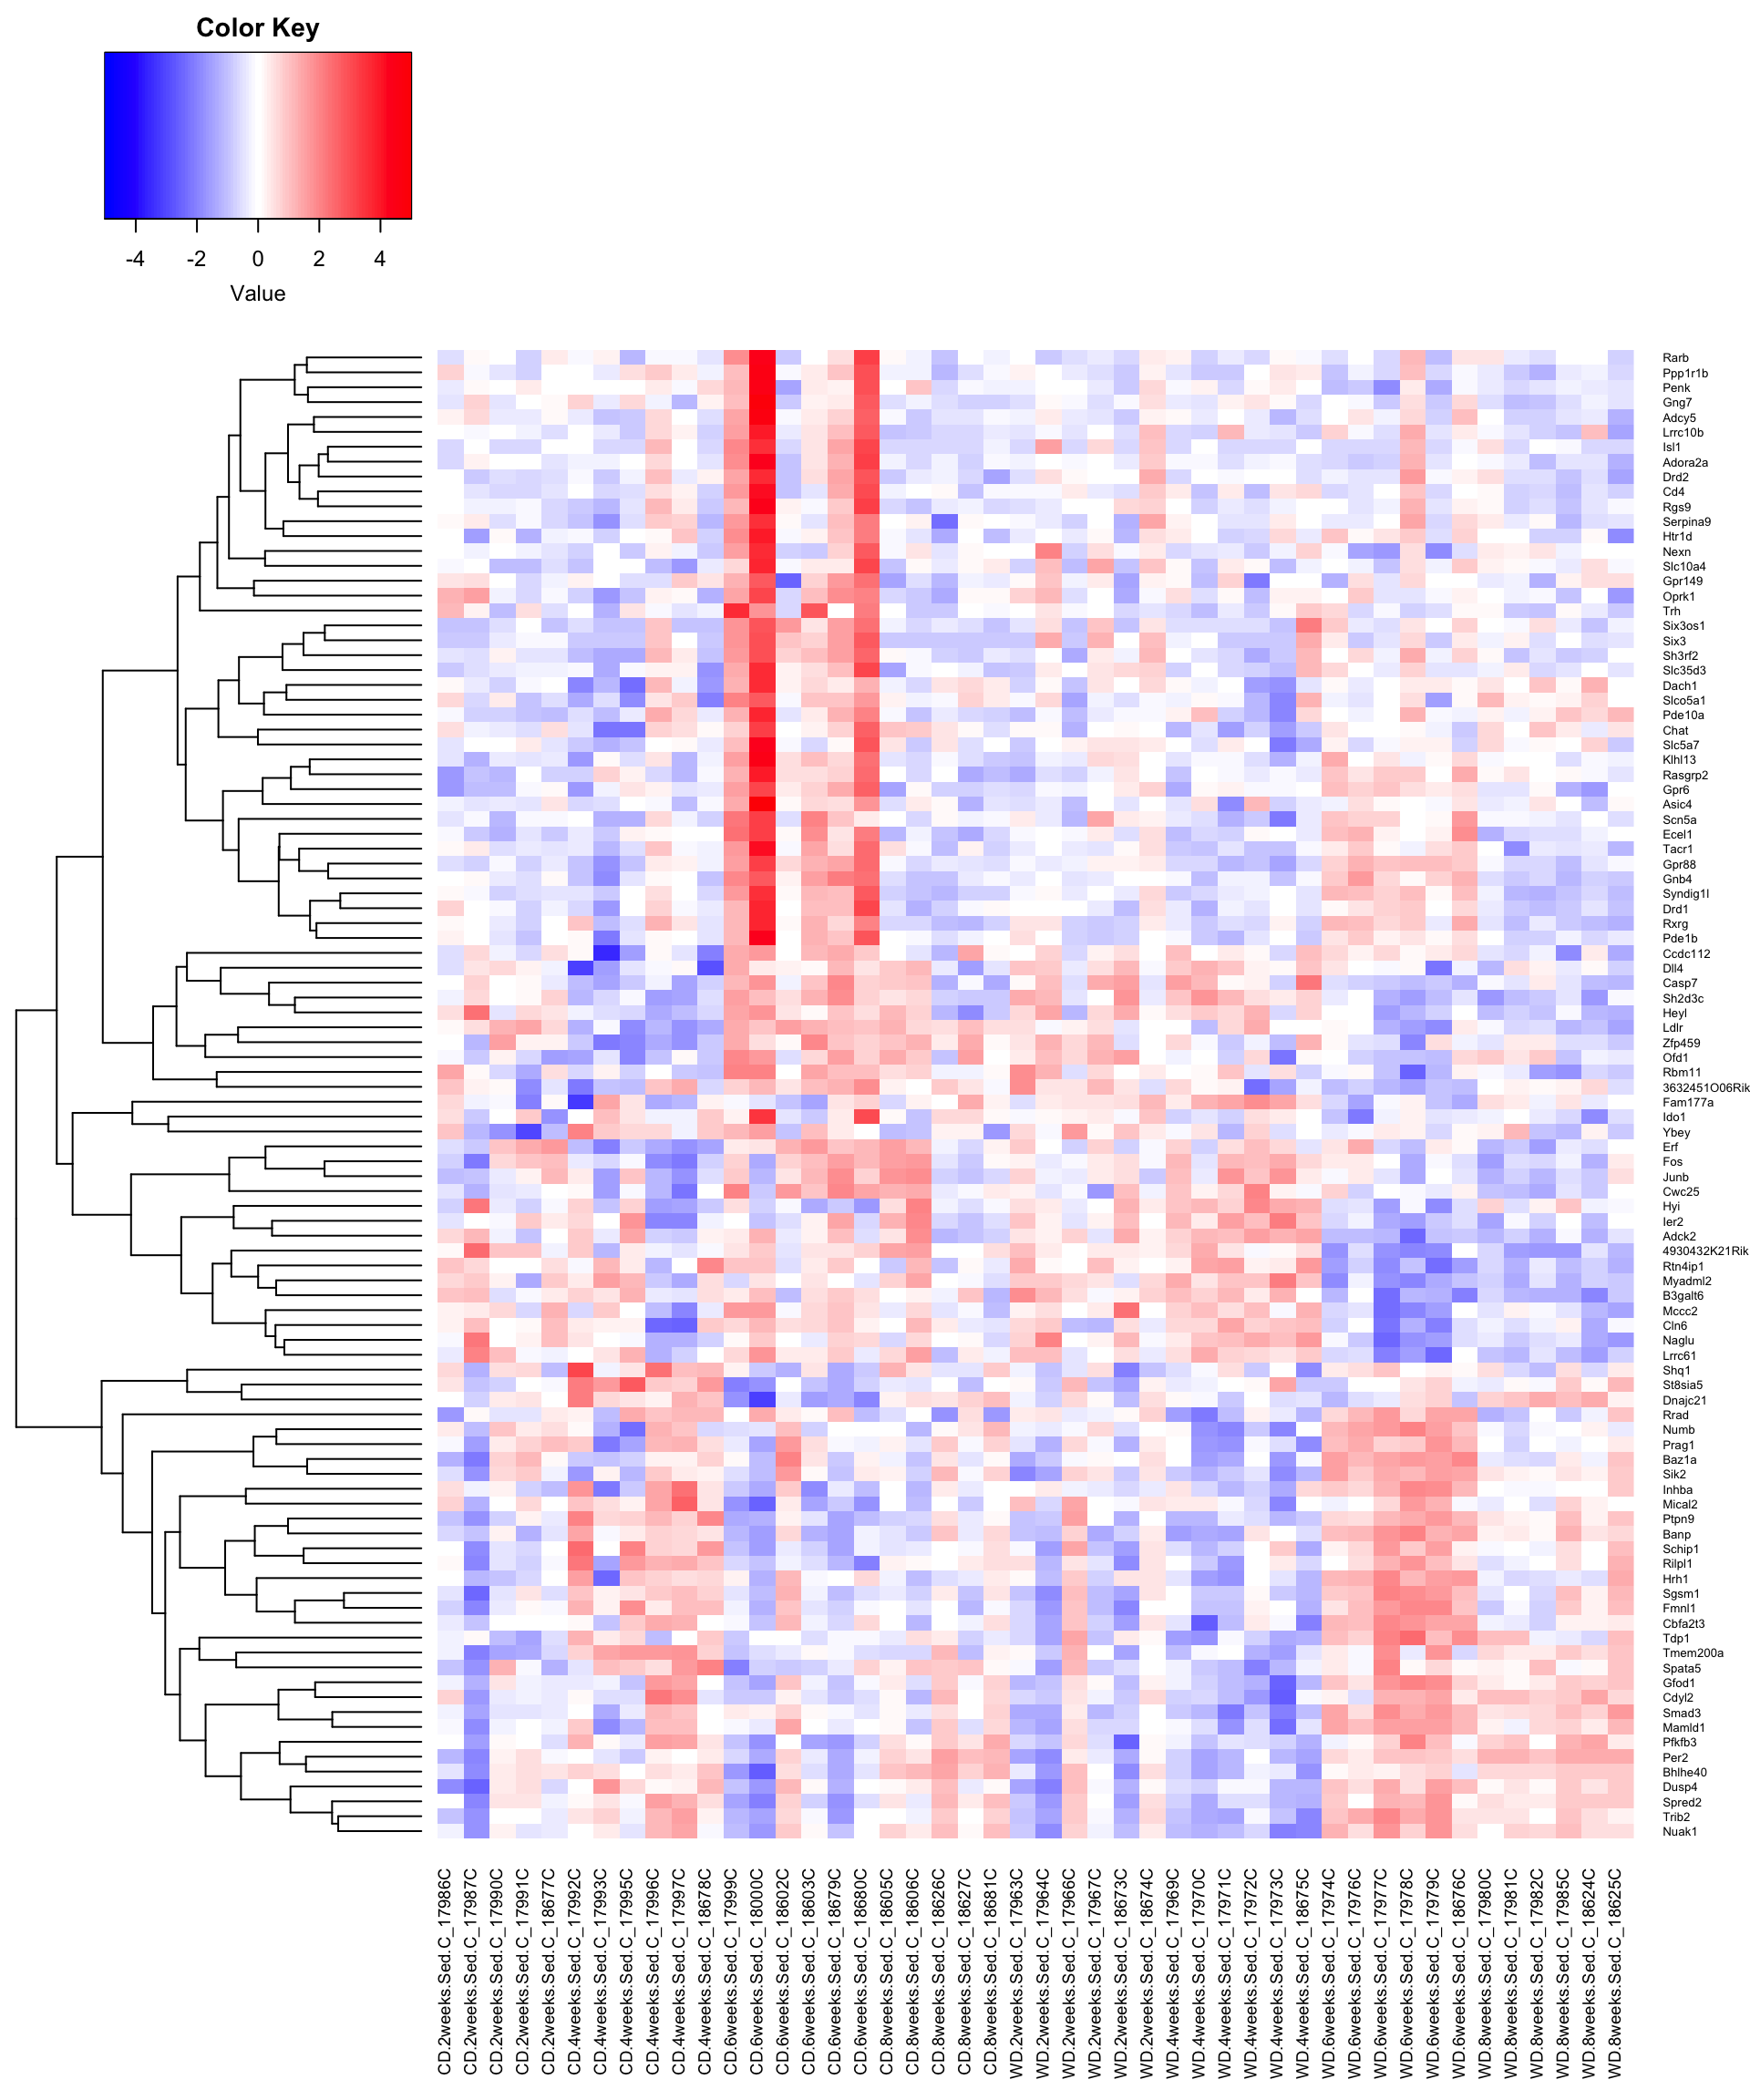 Color Key
-4 -2 0 2 4
Value
Rarb
Ppp1r1b
Penk
Gng7
Adcy5
Lrrc10b
Isl1
Adora2a
Drd2
Cd4
Rgs9
Serpina9
Htr1d
Nexn
Slc10a4
Gpr149
Oprk1
Trh
Six3os1
Six3
Sh3rf2
Slc35d3
Dach1
Slco5a1
Pde10a
Chat
Slc5a7
Klhl13
Rasgrp2
Gpr6
Asic4
Scn5a
Ecel1
Tacr1
Gpr88
Gnb4
Syndig1l
Drd1
Rxrg
Pde1b
Ccdc112
Dll4
Casp7
Sh2d3c
Heyl
Ldlr
Zfp459
Ofd1
Rbm11
3632451O06Rik
Fam177a
Ido1
Ybey
Erf
Fos
Junb
Cwc25
Hyi
Ier2
Adck2
4930432K21Rik
Rtn4ip1
Myadml2
B3galt6
Mccc2
Cln6
Naglu
Lrrc61
Shq1
St8sia5
Dnajc21
Rrad
Numb
Prag1
Baz1a
Sik2
Inhba
Mical2
Ptpn9
Banp
Schip1
Rilpl1
Hrh1
Sgsm1
Fmnl1
Cbfa2t3
Tdp1
Tmem200a
Spata5
Gfod1
Cdyl2
Smad3
Mamld1
Pfkfb3
Per2
Bhlhe40
Dusp4
Spred2
Trib2
Nuak1
CD.2weeks.Sed.C_17986C
CD.2weeks.Sed.C_17987C
CD.2weeks.Sed.C_17990C
CD.2weeks.Sed.C_17991C
CD.2weeks.Sed.C_18677C
CD.4weeks.Sed.C_17992C
CD.4weeks.Sed.C_17993C
CD.4weeks.Sed.C_17995C
CD.4weeks.Sed.C_17996C
CD.4weeks.Sed.C_17997C
CD.4weeks.Sed.C_18678C
CD.6weeks.Sed.C_17999C
CD.6weeks.Sed.C_18000C
CD.6weeks.Sed.C_18602C
CD.6weeks.Sed.C_18603C
CD.6weeks.Sed.C_18679C
CD.6weeks.Sed.C_18680C
CD.8weeks.Sed.C_18605C
CD.8weeks.Sed.C_18606C
CD.8weeks.Sed.C_18626C
CD.8weeks.Sed.C_18627C
CD.8weeks.Sed.C_18681C
WD.2weeks.Sed.C_17963C
WD.2weeks.Sed.C_17964C
WD.2weeks.Sed.C_17966C
WD.2weeks.Sed.C_17967C
WD.2weeks.Sed.C_18673C
WD.2weeks.Sed.C_18674C
WD.4weeks.Sed.C_17969C
WD.4weeks.Sed.C_17970C
WD.4weeks.Sed.C_17971C
WD.4weeks.Sed.C_17972C
WD.4weeks.Sed.C_17973C
WD.4weeks.Sed.C_18675C
WD.6weeks.Sed.C_17974C
WD.6weeks.Sed.C_17976C
WD.6weeks.Sed.C_17977C
WD.6weeks.Sed.C_17978C
WD.6weeks.Sed.C_17979C
WD.6weeks.Sed.C_18676C
WD.8weeks.Sed.C_17980C
WD.8weeks.Sed.C_17981C
WD.8weeks.Sed.C_17982C
WD.8weeks.Sed.C_17985C
WD.8weeks.Sed.C_18624C
WD.8weeks.Sed.C_18625C